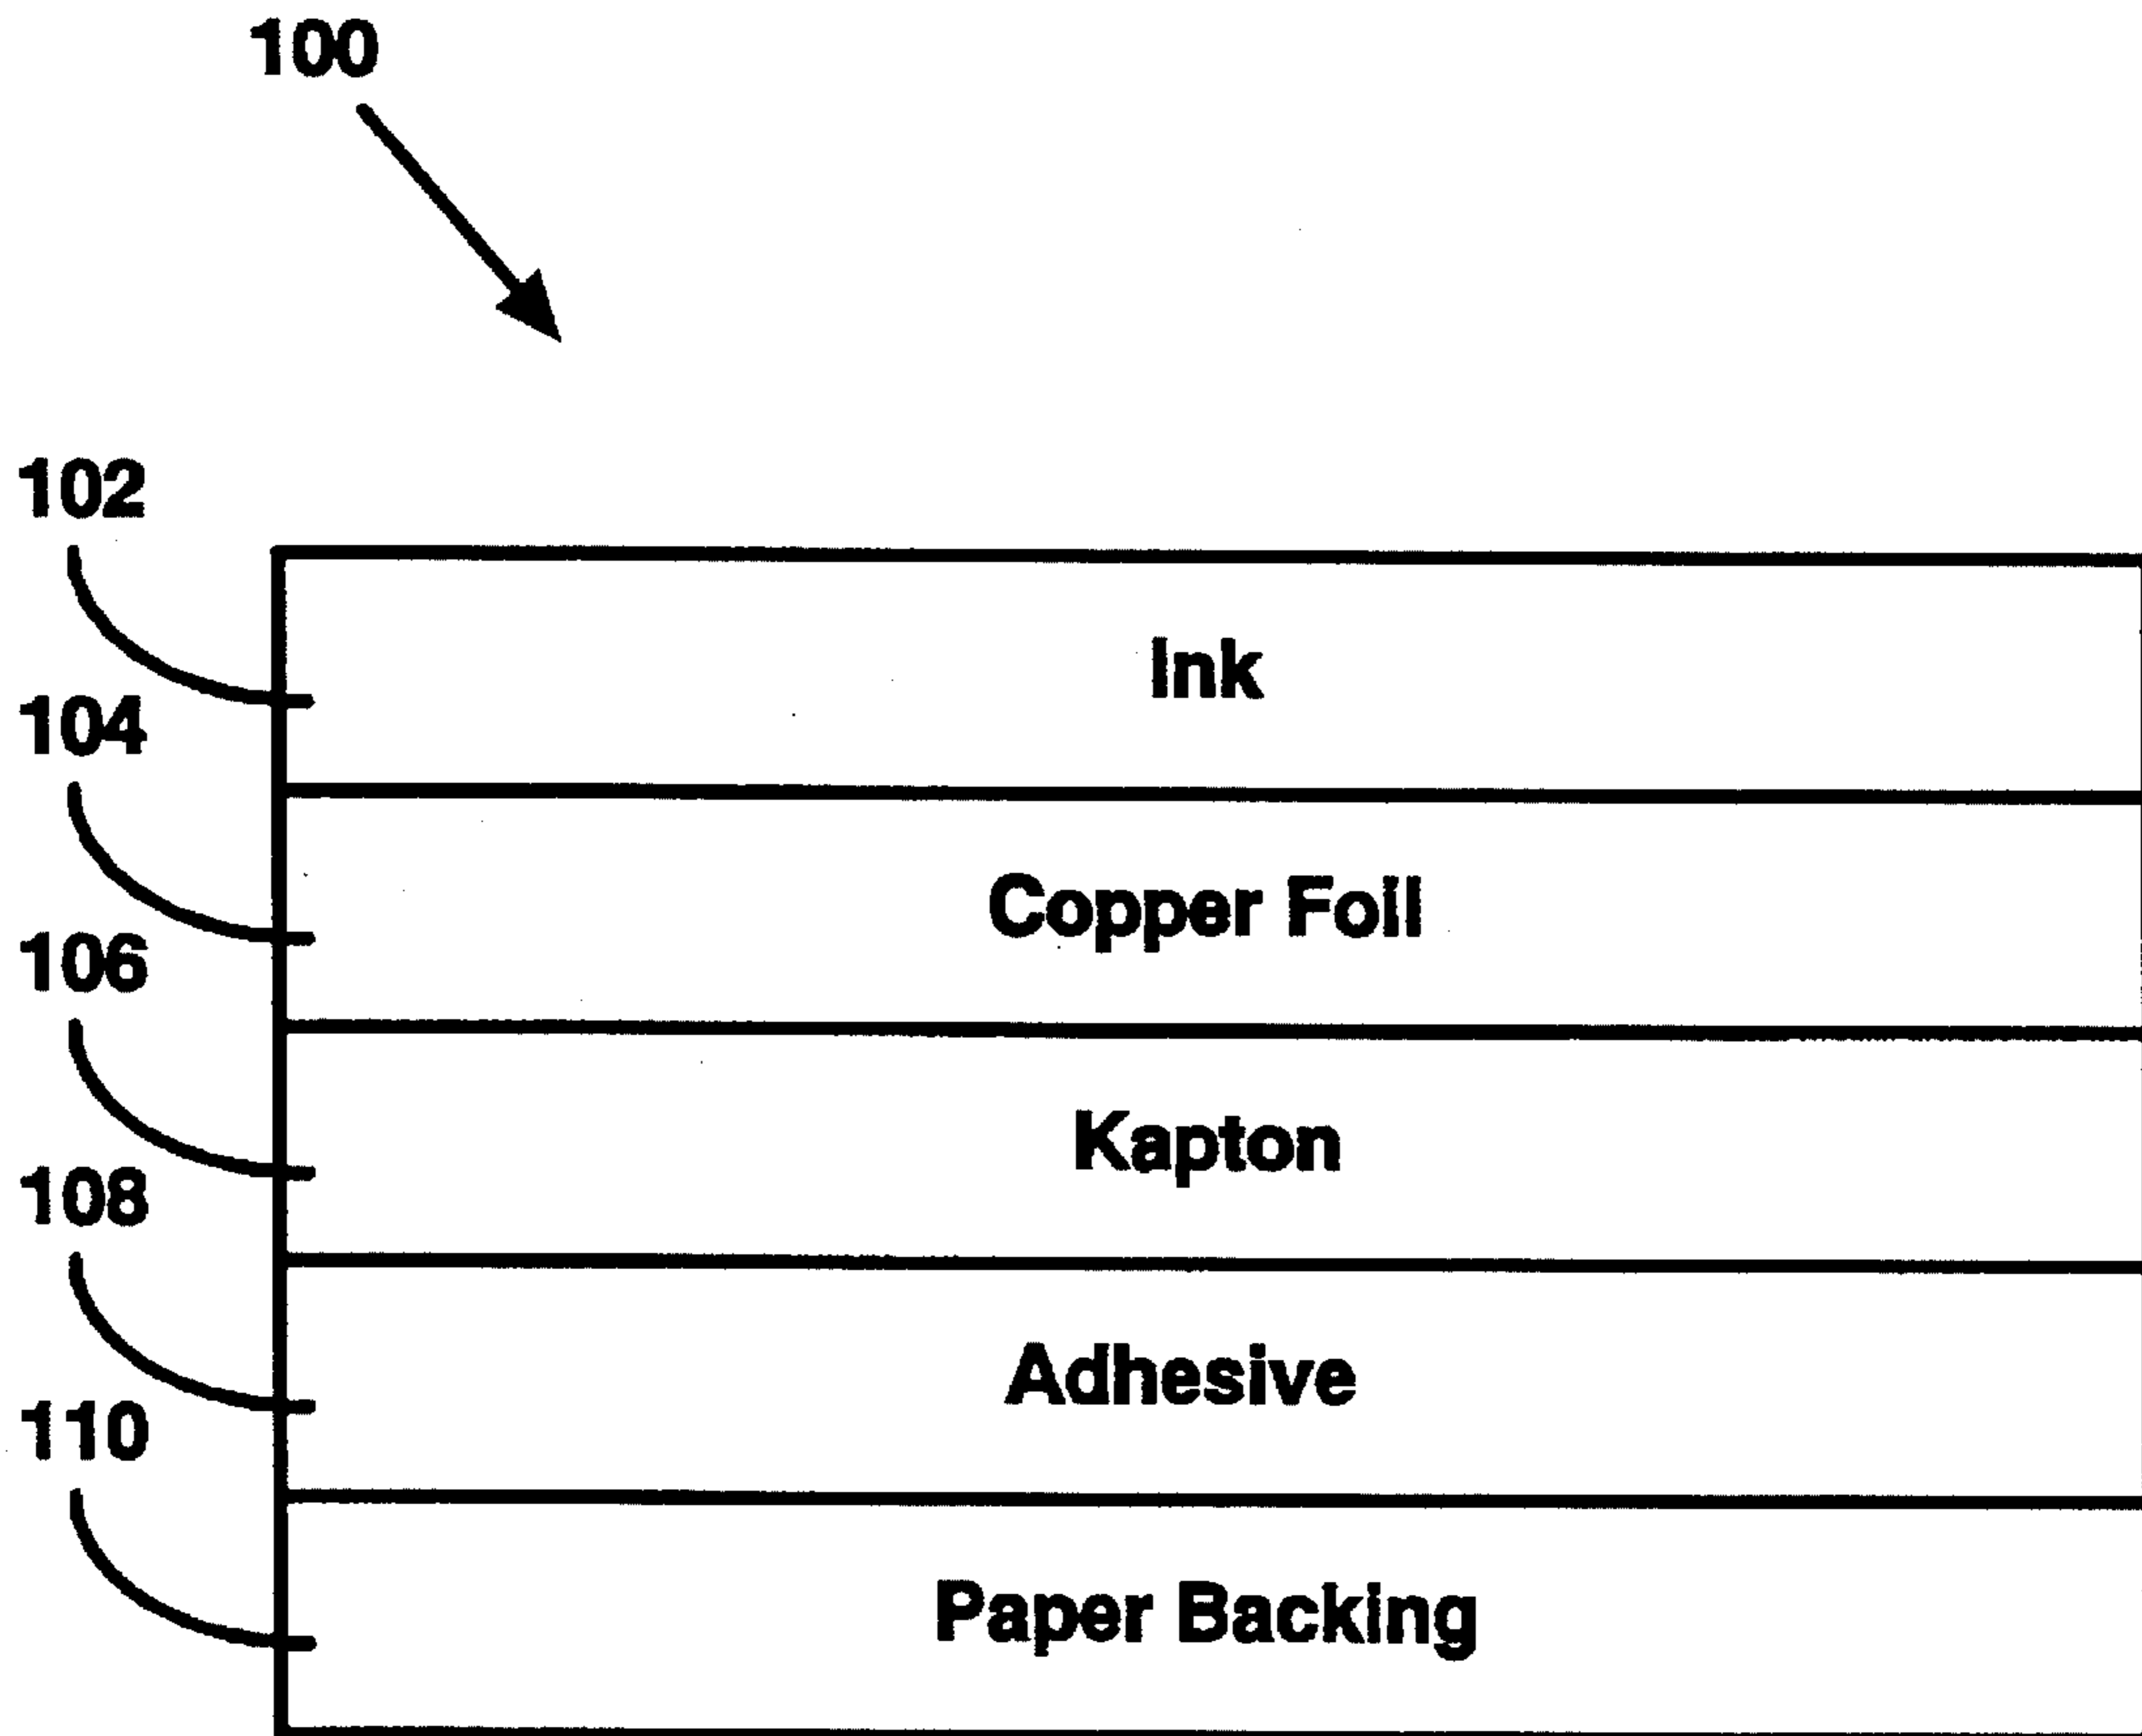 100
102
Ink
104
Copper Foil
106
Kapton
108
Adhesive
110
Paper Backing